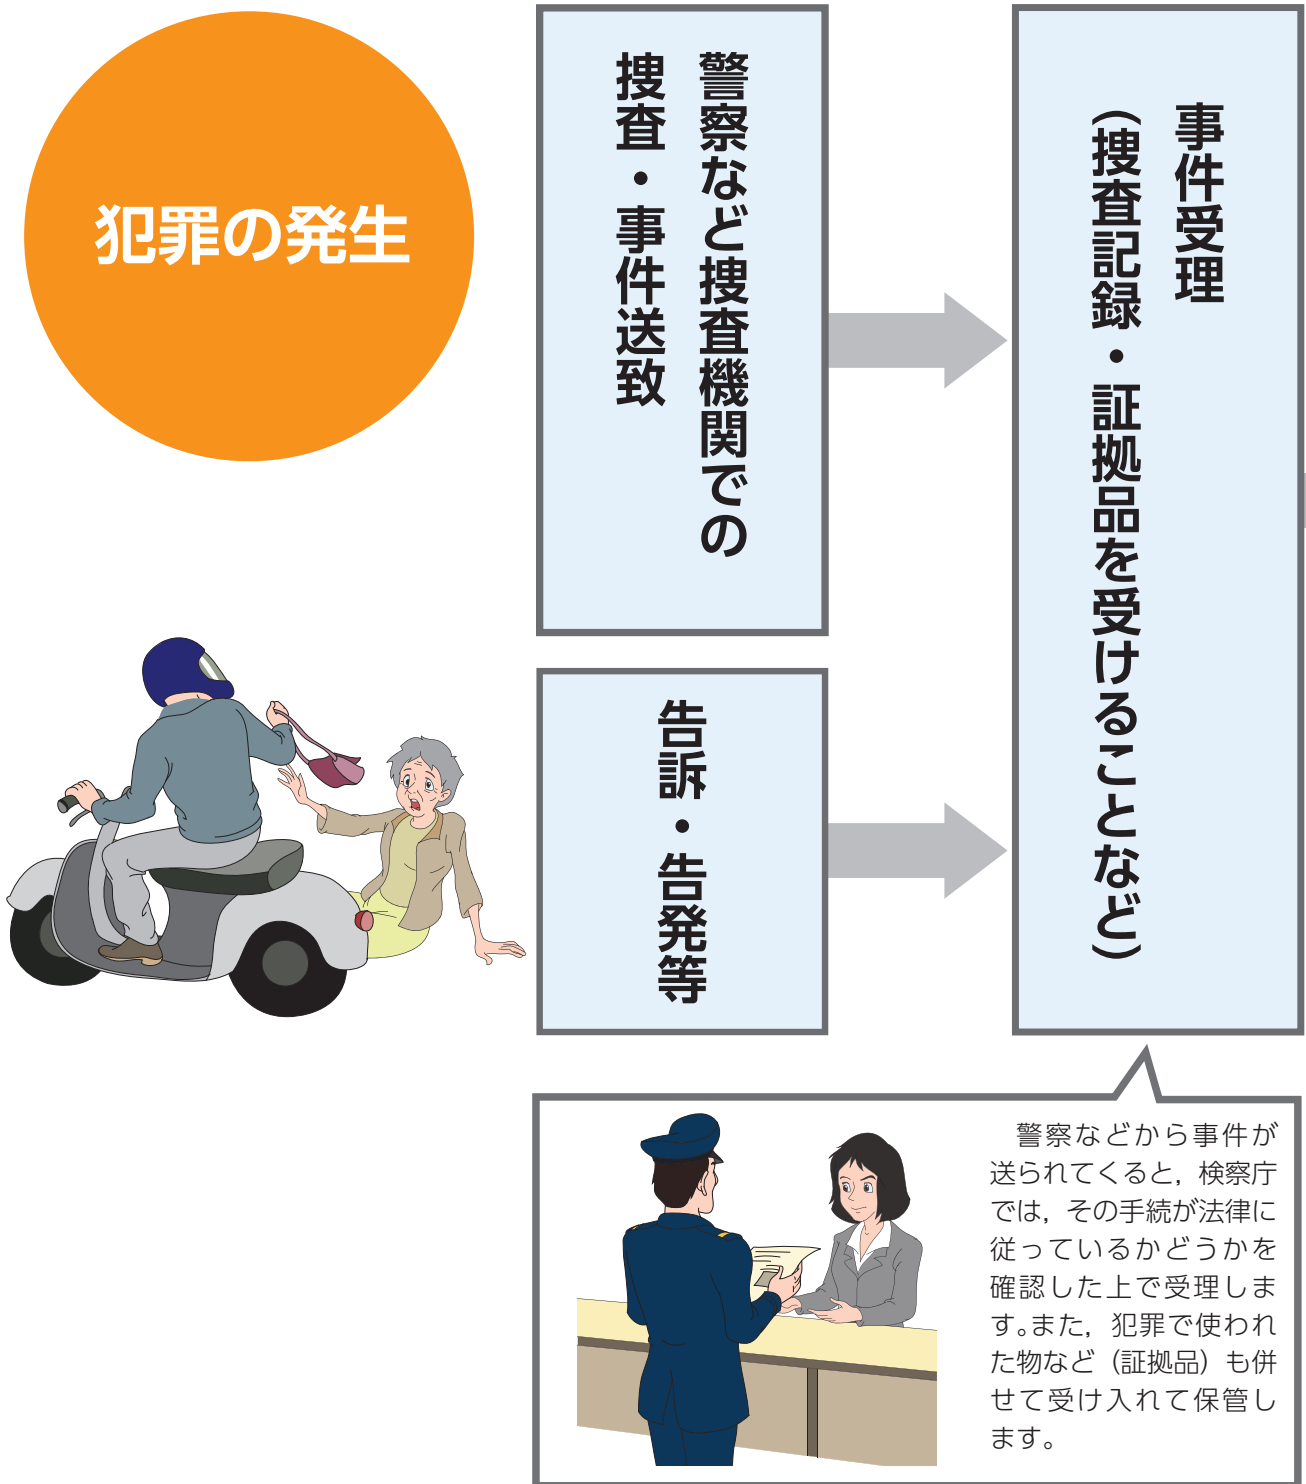 犯罪の発生
警察など捜査機関での
捜査・事件送致
告訴・告発等
事件受理
（捜査記録・証拠品を受けることなど）
　警察などから事件が
送られてくると，検察庁
では，その手続が法律に
従っているかどうかを
確認した上で受理しま
す。また，犯罪で使われ
た物など（証拠品）も併
せて受け入れて保管し
ます。